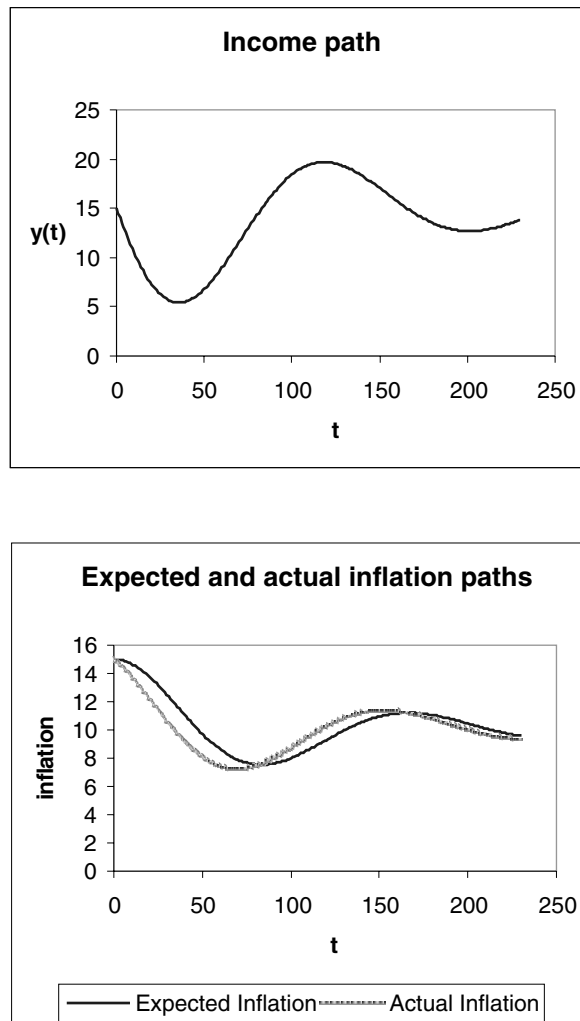 Income path
25
20
15
10
5
0
y(t)
0 50 100 150 200 250
t
Expected and actual inflation paths
16
14
12
10
8
6
4
2
0
inflation
0 50 100 150 200 250
t
Expected Inflation Actual Inflation